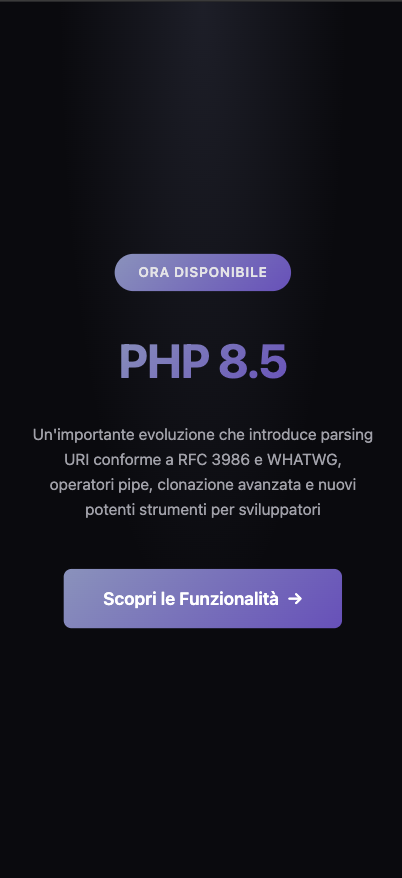 ORA DISPONIBILE
PHP 8.5
Un'importante evoluzione che introduce parsing
URI conforme a RFC 3986 e WHATWG,
operatori pipe, clonazione avanzata e nuovi
potenti strumenti per sviluppatori
Scopri le Funzionalità →